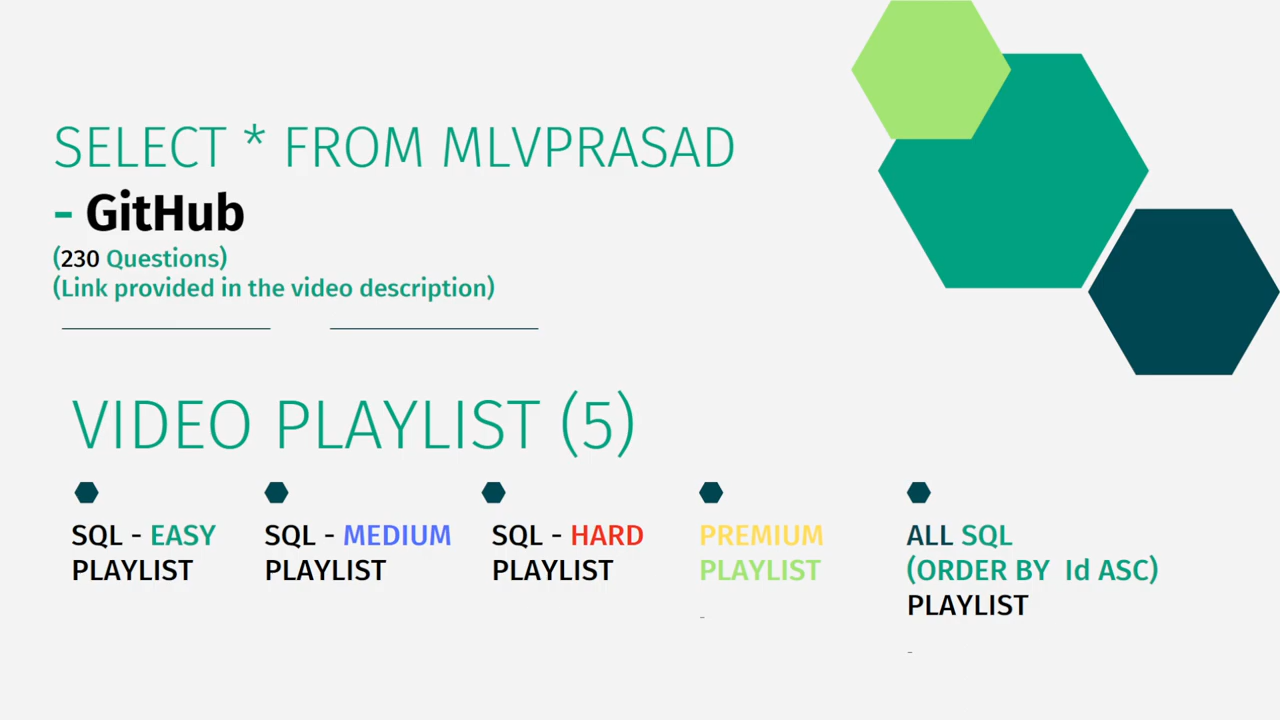 SELECT * FROM MLVPRASAD
- GitHub
(230 Questions)
(Link provided in the video description)
VIDEO PLAYLIST (5)
SQL - EASY
PLAYLIST
SQL - MEDIUM
PLAYLIST
SQL - HARD
PLAYLIST
PREMIUM
PLAYLIST
-
ALL SQL
(ORDER BY Id ASC)
PLAYLIST
-